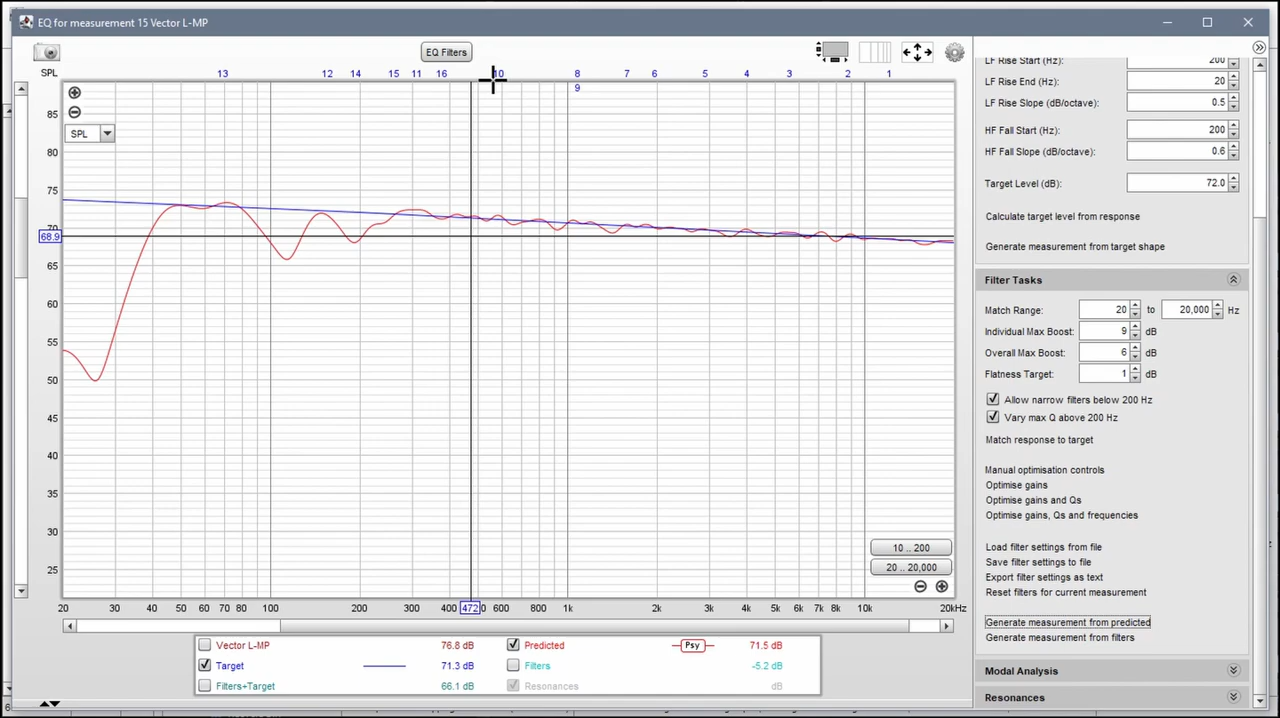 EQ for measurement 15 Vector L-MP
EQ Filters
SPL
13 12 14 15 11 16 10 8 7 6 5 4 3 2 1
9
SPL
85
80
75
70
68.9
65
60
55
50
45
40
35
30
25
10 .. 200
20 .. 20,000
20 30 40 50 60 70 80 100 200 300 400 472 600 800 1k 2k 3k 4k 5k 6k 7k 8k 10k 20kHz
Vector L-MP 76.8 dB Predicted Psy 71.5 dB
Target 71.3 dB Filters -5.2 dB
Filters+Target 66.1 dB Resonances dB
LF Rise Start (Hz): 200
LF Rise End (Hz): 20
LF Rise Slope (dB/octave): 0.5
HF Fall Start (Hz): 200
HF Fall Slope (dB/octave): 0.6
Target Level (dB): 72.0
Calculate target level from response
Generate measurement from target shape
Filter Tasks
Match Range: 20 to 20,000 Hz
Individual Max Boost: 9 dB
Overall Max Boost: 6 dB
Flatness Target: 1 dB
Allow narrow filters below 200 Hz
Vary max Q above 200 Hz
Match response to target
Manual optimisation controls
Optimise gains
Optimise gains and Qs
Optimise gains, Qs and frequencies
Load filter settings from file
Save filter settings to file
Export filter settings as text
Reset filters for current measurement
Generate measurement from predicted
Generate measurement from filters
Modal Analysis
Resonances